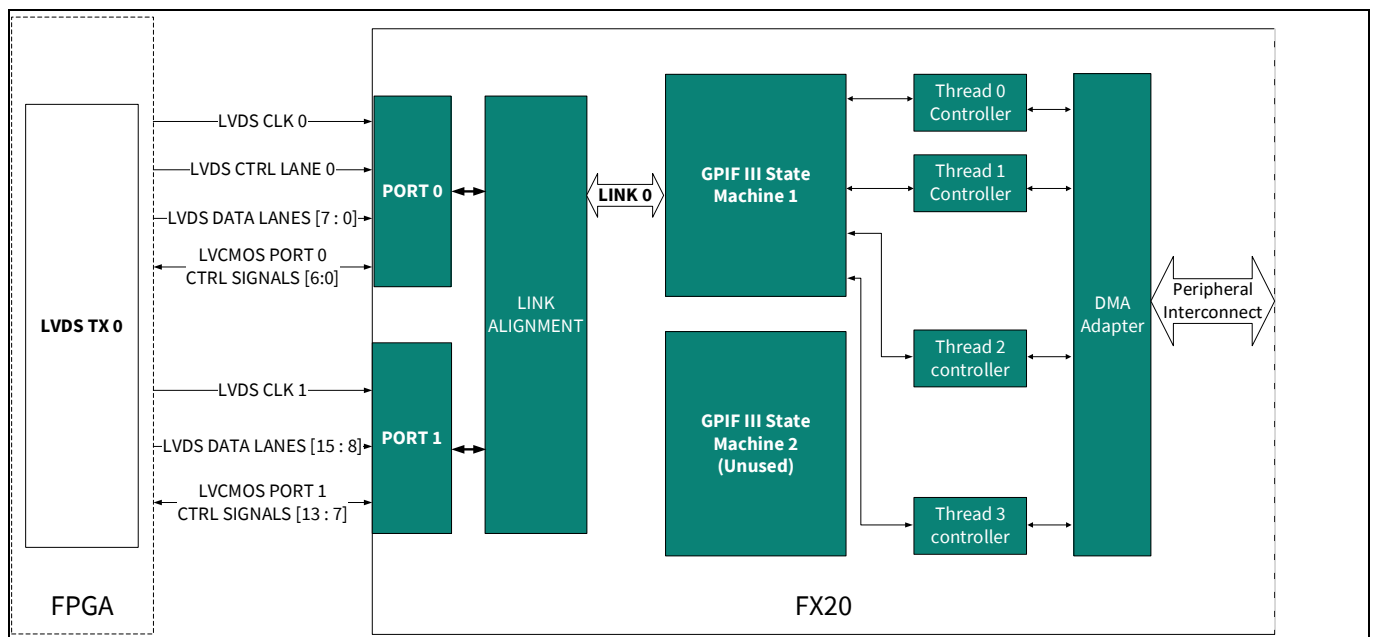 LVDS CLK 0
LVDS CTRL LANE 0
LVDS DATA LANES [7 : 0]
LVCMOS PORT 0
CTRL SIGNALS [6:0]
LVDS TX 0
LVDS CLK 1
LVDS DATA LANES [15 : 8]
LVCMOS PORT 1
CTRL SIGNALS [13 : 7]
FPGA
PORT 0
PORT 1
LINK
ALIGNMENT
LINK 0
GPIF III State
Machine 1
GPIF III State
Machine 2
(Unused)
Thread 0
Controller
Thread 1
Controller
Thread 2
controller
Thread 3
controller
DMA
Adapter
Peripheral
Interconnect
FX20